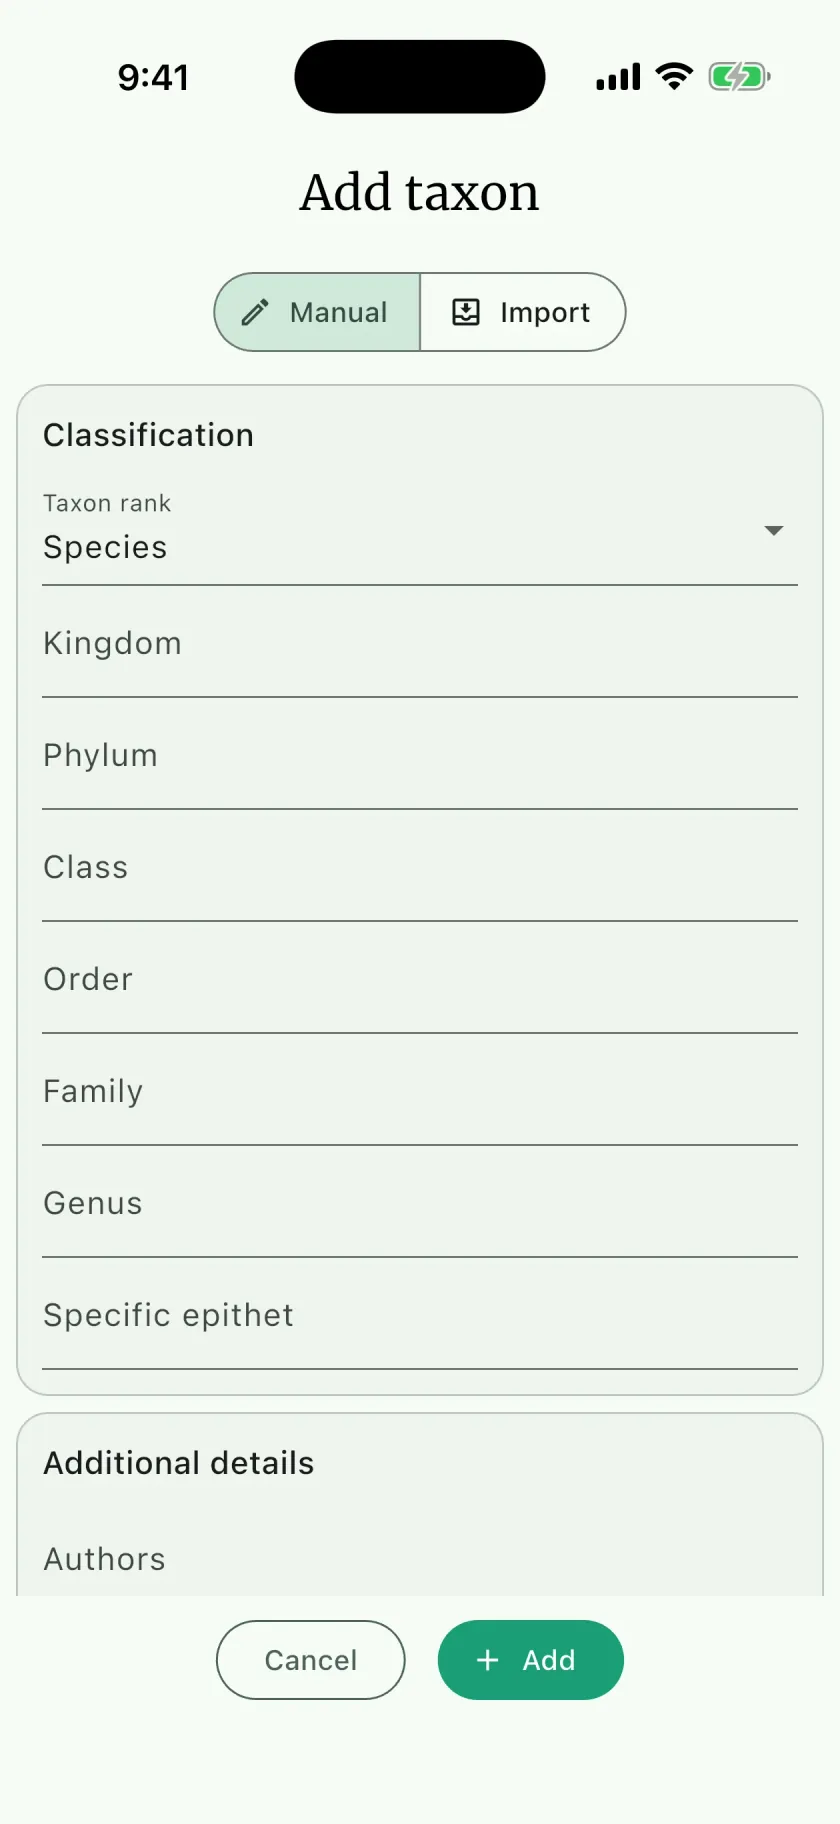 9:41
Add taxon
Manual
Import
Classification
Taxon rank
Species
Kingdom
Phylum
Class
Order
Family
Genus
Specific epithet
Additional details
Authors
Cancel
+ Add